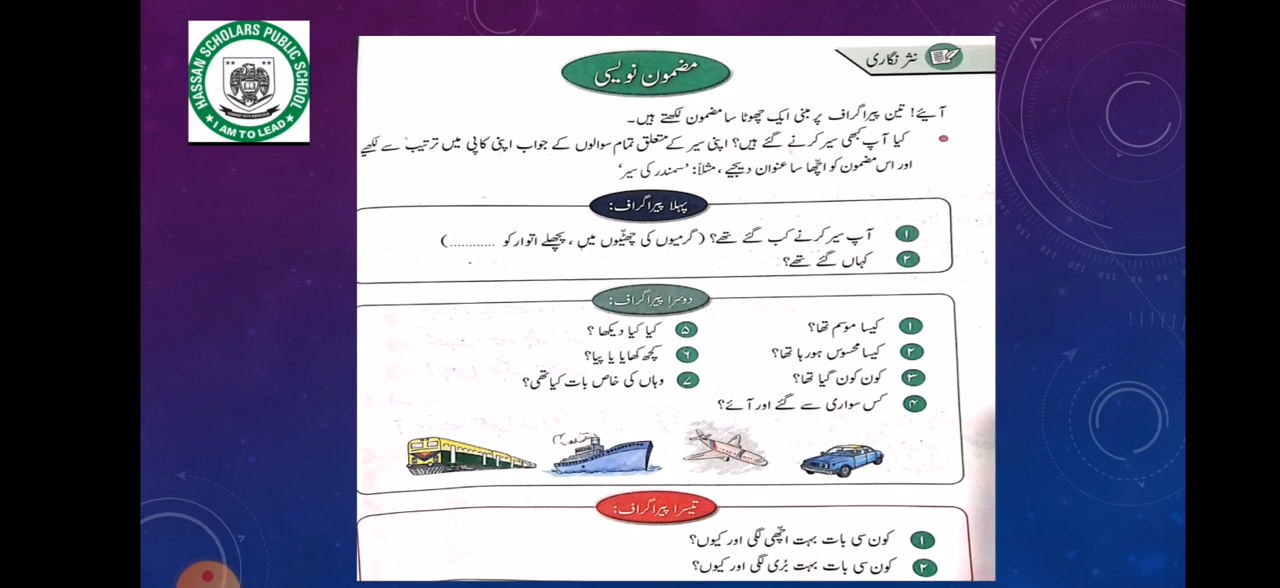 HASSAN SCHOLARS PUBLIC SCHOOL
I AM TO LEAD
نثر نگاری
مضمون نویسی
آیئے! تین پیراگراف پر مبنی ایک چھوٹا سا مضمون لکھتے ہیں۔
کیا آپ کبھی سیر کرنے گئے ہیں؟ اپنی سیر کے متعلق تمام سوالوں کے جواب اپنی کاپی میں ترتیب سے لکھیے
اور اس مضمون کو اچھّا سا عنوان دیجیے، مثلاً: ’سمندر کی سیر‘
پہلا پیراگراف:
۱ آپ سیر کرنے کب گئے تھے؟ (گرمیوں کی چھٹیّوں میں، پچھلے اتوار کو ............)
۲ کہاں گئے تھے؟
دوسرا پیراگراف:
۱ کیسا موسم تھا؟
۲ کیسا محسوس ہو رہا تھا؟
۳ کون کون گیا تھا؟
۴ کس سواری سے گئے اور آئے؟
۵ کیا کیا دیکھا ؟
۶ کچھ کھایا یا پیا؟
۷ وہاں کی خاص بات کیا تھی؟
تیسرا پیراگراف:
۱ کون سی بات بہت اچھّی لگی اور کیوں؟
۲ کون سی بات بہت بُری لگی اور کیوں؟